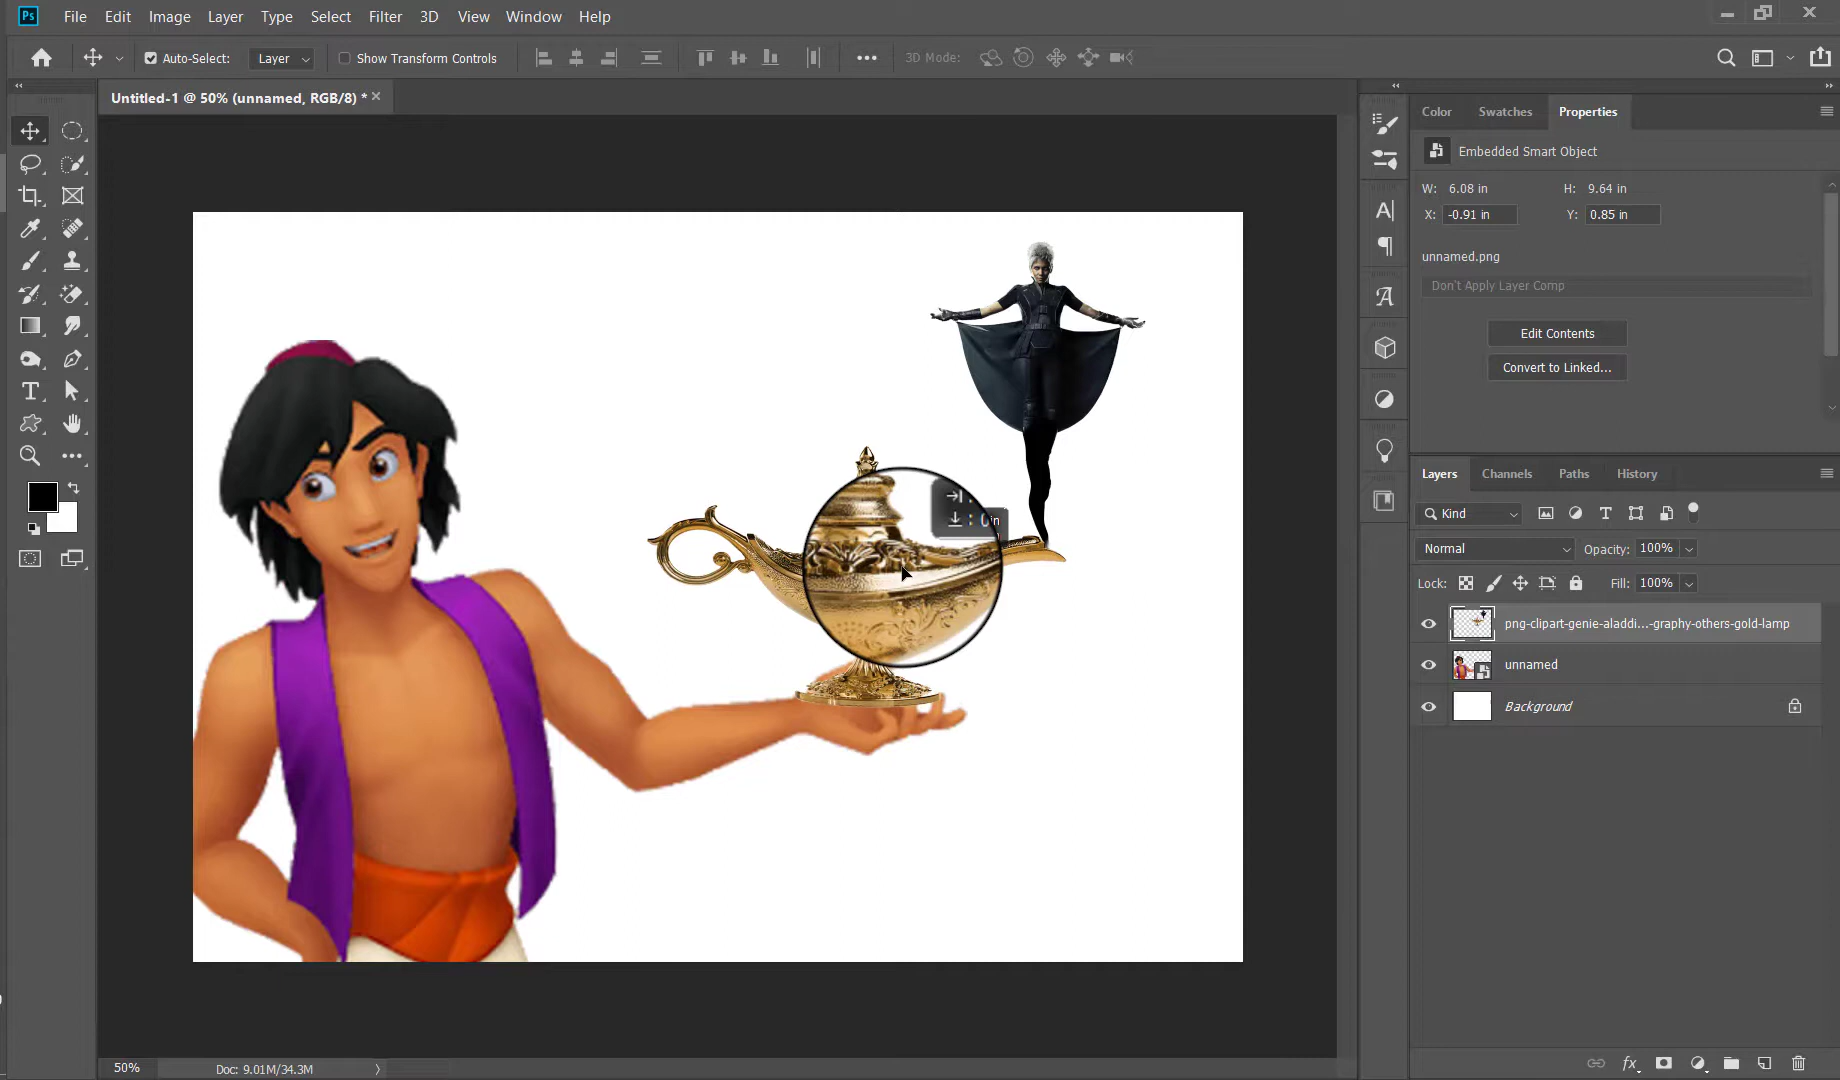 Ps File Edit Image Layer Type Select Filter 3D View Window Help
Auto-Select: Layer Show Transform Controls ••• 3D Mode:
Untitled-1 @ 50% (unnamed, RGB/8) * ×
Color Swatches Properties
Embedded Smart Object
W: 6.08 in H: 9.64 in
X: -0.91 in Y: 0.85 in
unnamed.png
Don't Apply Layer Comp
Edit Contents
Convert to Linked...
Layers Channels Paths History
Kind
Normal Opacity: 100%
Lock: Fill: 100%
png-clipart-genie-aladdi...-graphy-others-gold-lamp
unnamed
Background
: 0 in
50% Doc: 9.01M/34.3M